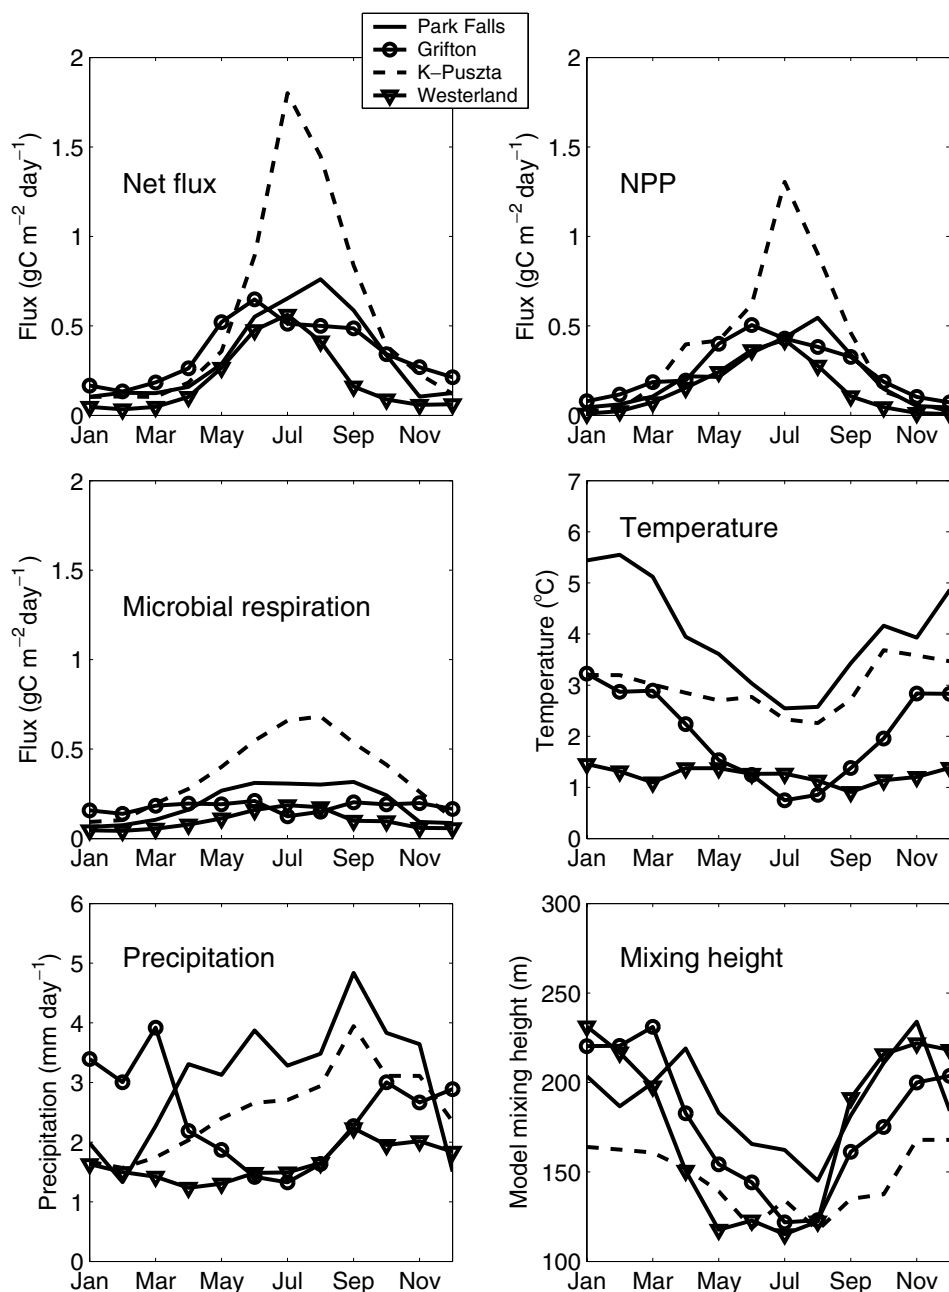 Park Falls
Grifton
K–Puszta
Westerland
2
1.5
1
0.5
0
Flux (gC m⁻² day⁻¹)
Net flux
Jan Mar May Jul Sep Nov
2
1.5
1
0.5
0
Flux (gC m⁻² day⁻¹)
NPP
Jan Mar May Jul Sep Nov
2
1.5
1
0.5
0
Flux (gC m⁻² day⁻¹)
Microbial respiration
Jan Mar May Jul Sep Nov
7
6
5
4
3
2
1
0
Temperature (°C)
Temperature
Jan Mar May Jul Sep Nov
6
5
4
3
2
1
0
Precipitation (mm day⁻¹)
Precipitation
Jan Mar May Jul Sep Nov
300
250
200
150
100
Model mixing height (m)
Mixing height
Jan Mar May Jul Sep Nov